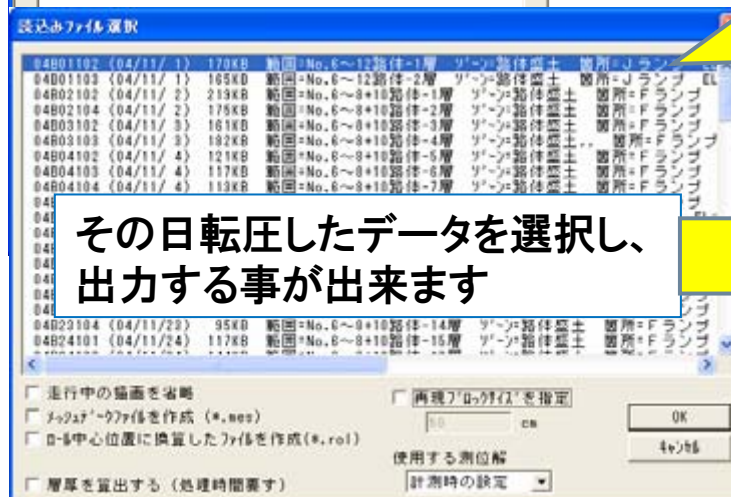 読込みファイル選択
04B01102 (04/11/ 1) 170KB 範囲=No.6～12路体-1層 ゾーン=路体盛土 箇所=Jランプ EL
04B01103 (04/11/ 1) 165KB 範囲=No.6～12路体-2層 ゾーン=路体盛土 箇所=Jランプ EL
04B02102 (04/11/ 2) 219KB 範囲=No.6～8+10路体-1層 ゾーン=路体盛土 箇所=Fランプ
04B02104 (04/11/ 2) 175KB 範囲=No.6～8+10路体-2層 ゾーン=路体盛土 箇所=Fランプ
04B03102 (04/11/ 3) 161KB 範囲=No.6～8+10路体-3層 ゾーン=路体盛土 箇所=Fランプ
04B03103 (04/11/ 3) 182KB 範囲=No.6～8+10路体-4層 ゾーン=路体盛土,, 箇所=Fランプ
04B04102 (04/11/ 4) 121KB 範囲=No.6～8+10路体-5層 ゾーン=路体盛土 箇所=Fランプ
04B04103 (04/11/ 4) 117KB 範囲=No.6～8+10路体-6層 ゾーン=路体盛土 箇所=Fランプ
04B04104 (04/11/ 4) 113KB 範囲=No.6～8+10路体-7層 ゾーン=路体盛土 箇所=Fランプ
その日転圧したデータを選択し、
出力する事が出来ます
04B23104 (04/11/23) 95KB 範囲=No.6～8+10路体-14層 ゾーン=路体盛土 箇所=Fランプ
04B24101 (04/11/24) 117KB 範囲=No.6～8+10路体-15層 ゾーン=路体盛土 箇所=Fランプ
走行中の描画を省略
メッシュデータファイルを作成 (*.mes)
ロール中心位置に換算したファイルを作成(*.rol)
層厚を算出する (処理時間要す)
再現ブロックサイズを指定
50 cm
使用する測位解
計測時の設定
OK
キャンセル